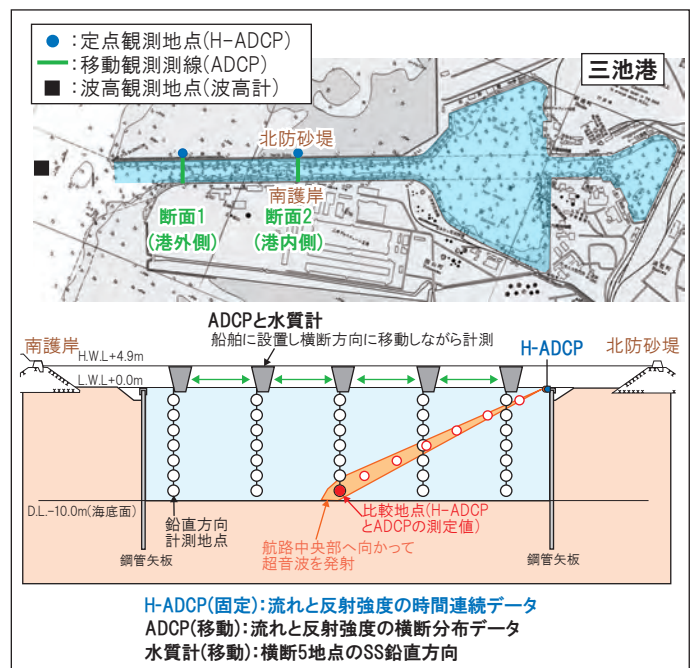 ●:定点観測地点(H-ADCP)
━:移動観測測線(ADCP)
■:波高観測地点(波高計)
三池港
北防砂堤
南護岸
断面1
(港外側)
断面2
(港内側)
ADCPと水質計
船舶に設置し横断方向に移動しながら計測
南護岸
H.W.L+4.9m
L.W.L+0.0m
H-ADCP
北防砂堤
D.L.-10.0m(海底面)
鉛直方向
計測地点
比較地点(H-ADCP
とADCPの測定値)
航路中央部へ向かって
超音波を発射
鋼管矢板
鋼管矢板
H-ADCP(固定):流れと反射強度の時間連続データ
ADCP(移動):流れと反射強度の横断分布データ
水質計(移動):横断5地点のSS鉛直方向